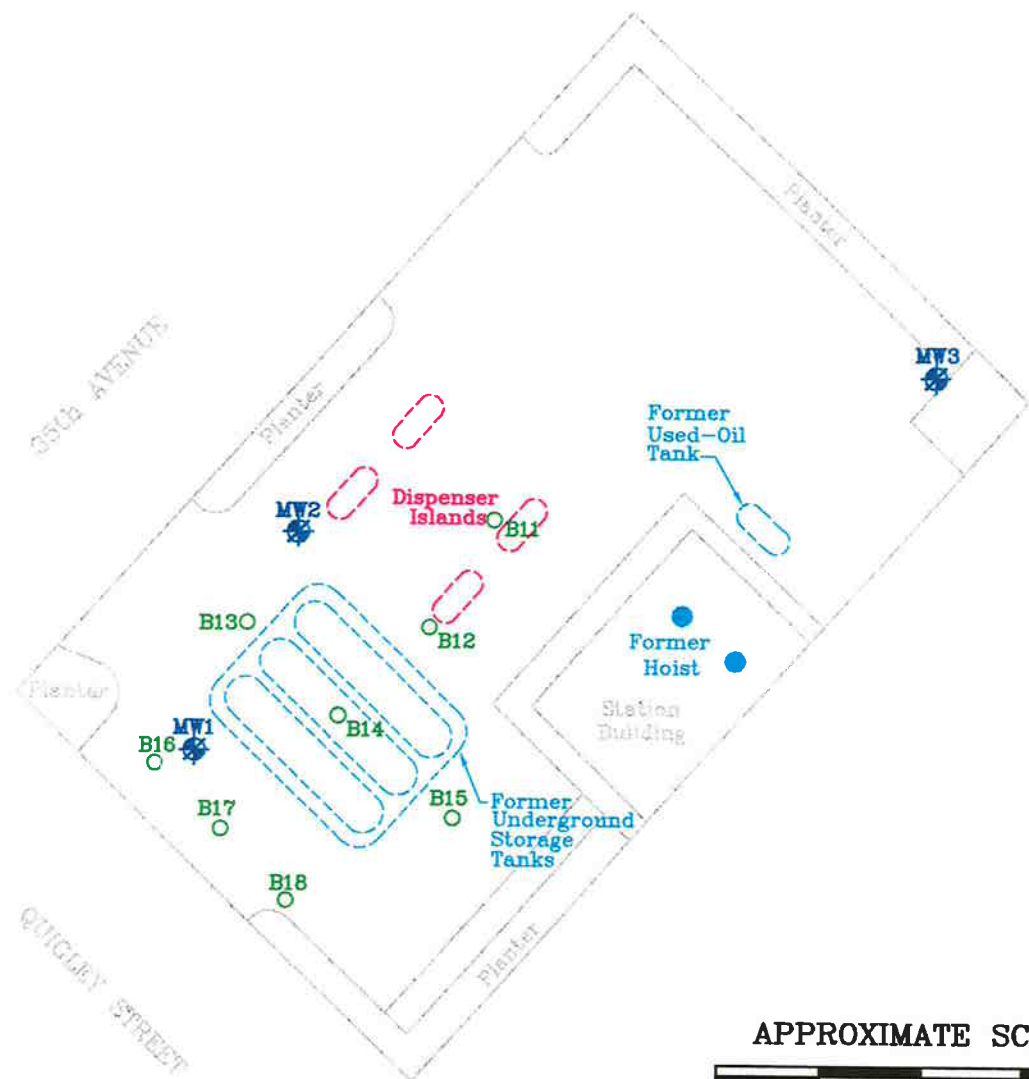 Planter
MW3
35th AVENUE
Planter
Former
Used-Oil
Tank
Dispenser
Islands
MW2
B11
B13
B12
Former
Hoist
Planter
Station
Building
B14
MW1
B16
B15
B17
Former
Underground
Storage
Tanks
B18
Planter
QUIGLEY STREET
APPROXIMATE SC